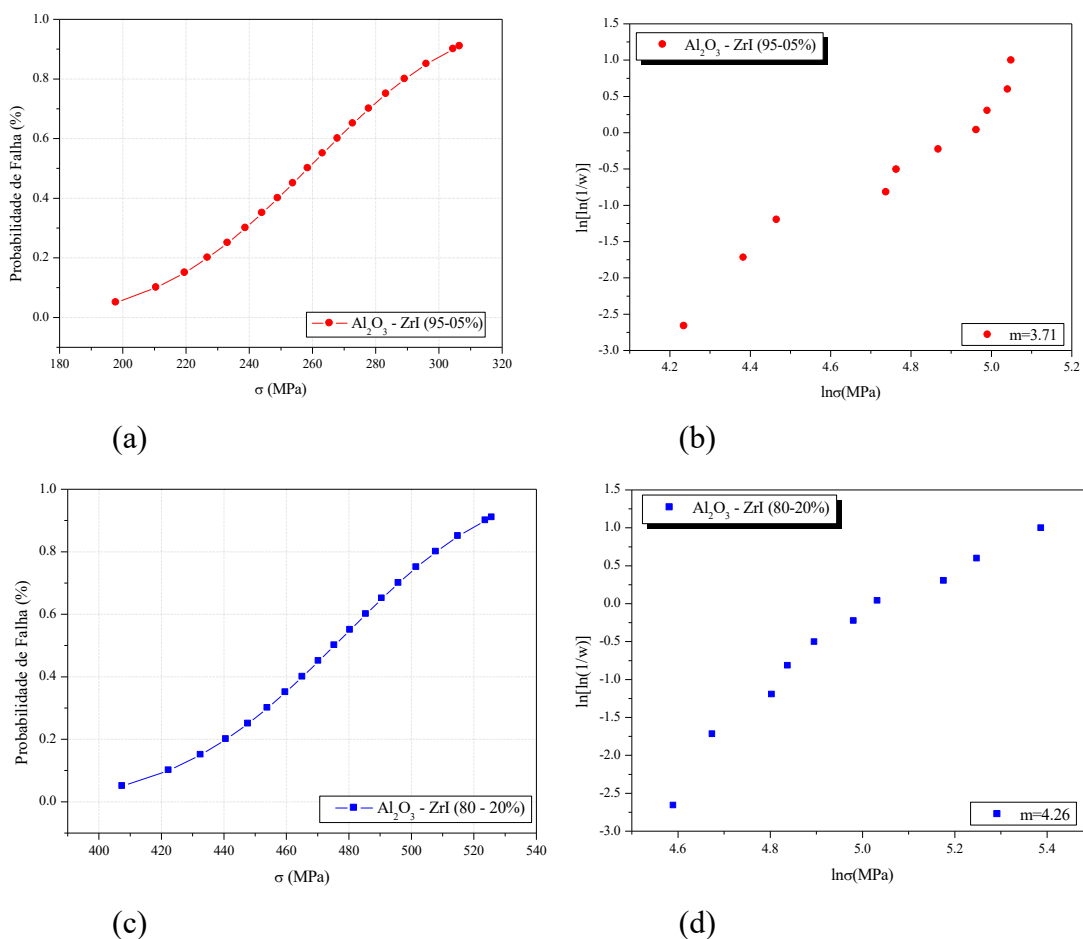 Probabilidade de Falha (%)
1.0
0.8
0.6
0.4
0.2
0.0
Al2O3 - ZrI (95-05%)
180 200 220 240 260 280 300 320 340
σ (MPa)
(a)
ln[ln(1/w)]
1.5
1.0
0.5
0.0
-0.5
-1.0
-1.5
-2.0
-2.5
-3.0
Al2O3 - ZrI (95-05%)
m=3.71
4.2 4.4 4.6 4.8 5.0 5.2
lnσ(MPa)
(b)
Probabilidade de Falha (%)
1.0
0.8
0.6
0.4
0.2
0.0
Al2O3 - ZrI (80 - 20%)
400 420 440 460 480 500 520 540
σ (MPa)
(c)
ln[ln(1/w)]
1.5
1.0
0.5
0.0
-0.5
-1.0
-1.5
-2.0
-2.5
-3.0
Al2O3 - ZrI (80-20%)
m=4.26
4.6 4.8 5.0 5.2 5.4
lnσ(MPa)
(d)